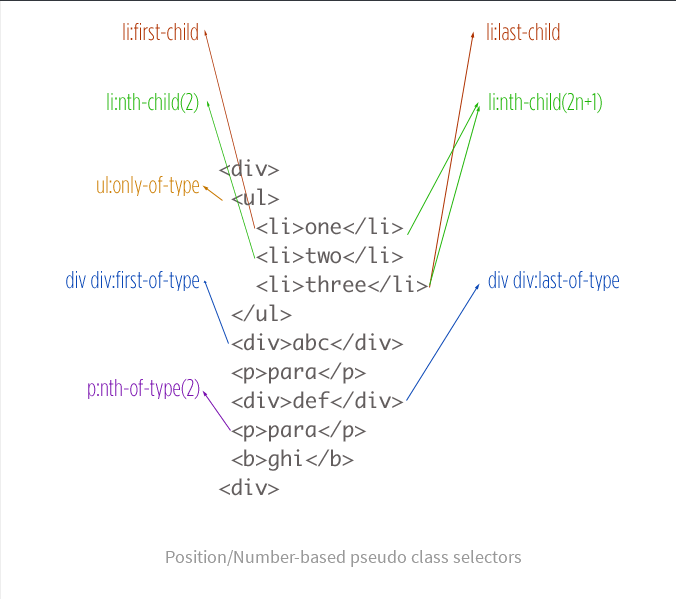 li:first-child
li:last-child
li:nth-child(2)
li:nth-child(2n+1)
<div>
ul:only-of-type
<ul>
<li>one</li>
<li>two</li>
<li>three</li>
div div:first-of-type
div div:last-of-type
</ul>
<div>abc</div>
<p>para</p>
p:nth-of-type(2)
<div>def</div>
<p>para</p>
<b>ghi</b>
<div>
Position/Number-based pseudo class selectors